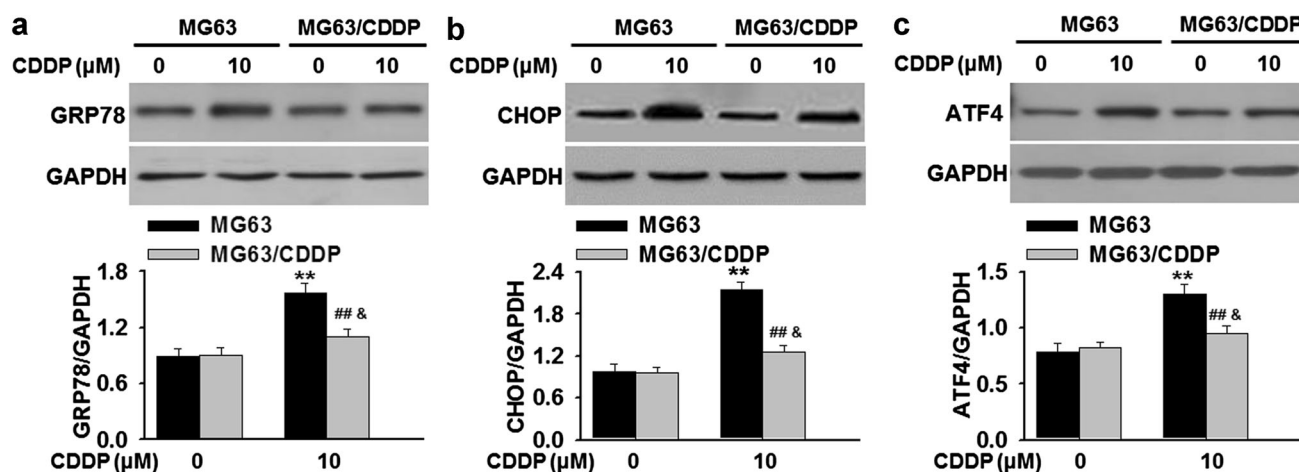 a
MG63 MG63/CDDP
CDDP (μM) 0 10 0 10
GRP78
GAPDH
MG63
MG63/CDDP
GRP78/GAPDH
1.8
1.2
0.6
0.0
**
## &
CDDP (μM) 0 10
b
MG63 MG63/CDDP
CDDP (μM) 0 10 0 10
CHOP
GAPDH
MG63
MG63/CDDP
CHOP/GAPDH
2.4
1.8
1.2
0.6
0.0
**
## &
CDDP (μM) 0 10
c
MG63 MG63/CDDP
CDDP (μM) 0 10 0 10
ATF4
GAPDH
MG63
MG63/CDDP
ATF4/GAPDH
1.5
1.0
0.5
0.0
**
## &
CDDP (μM) 0 10